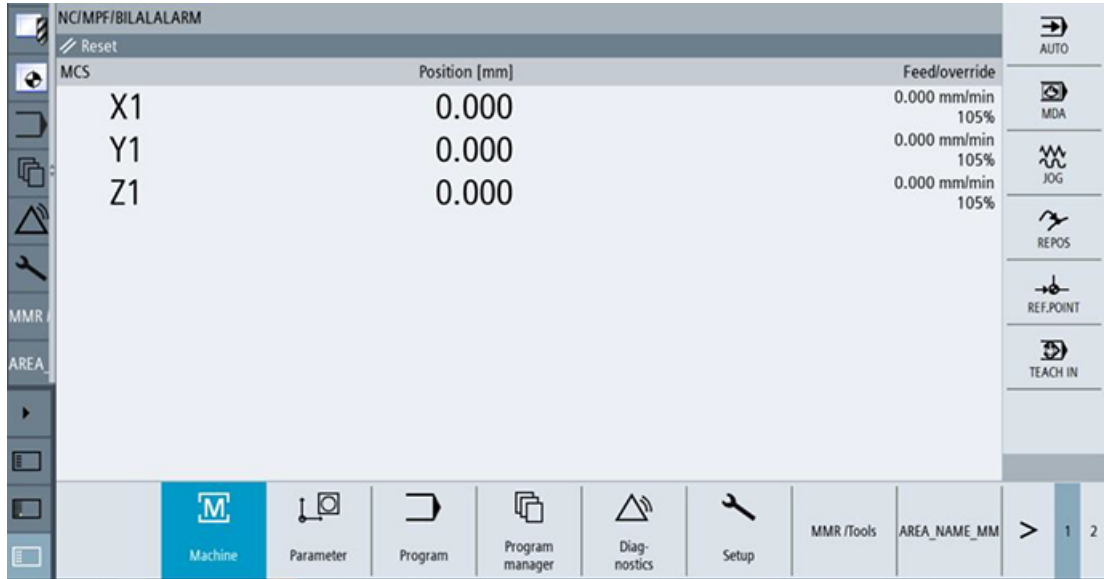 NC/MPF/BILALALARM
Reset
MCS Position [mm] Feed/override
X1 0.000 0.000 mm/min
105%
Y1 0.000 0.000 mm/min
105%
Z1 0.000 0.000 mm/min
105%
AUTO
MDA
JOG
REPOS
REF.POINT
TEACH IN
MMR /
AREA_
M
Machine
Parameter
Program
Program
manager
Diag-
nostics
Setup
MMR /Tools
AREA_NAME_MM
> 1 2